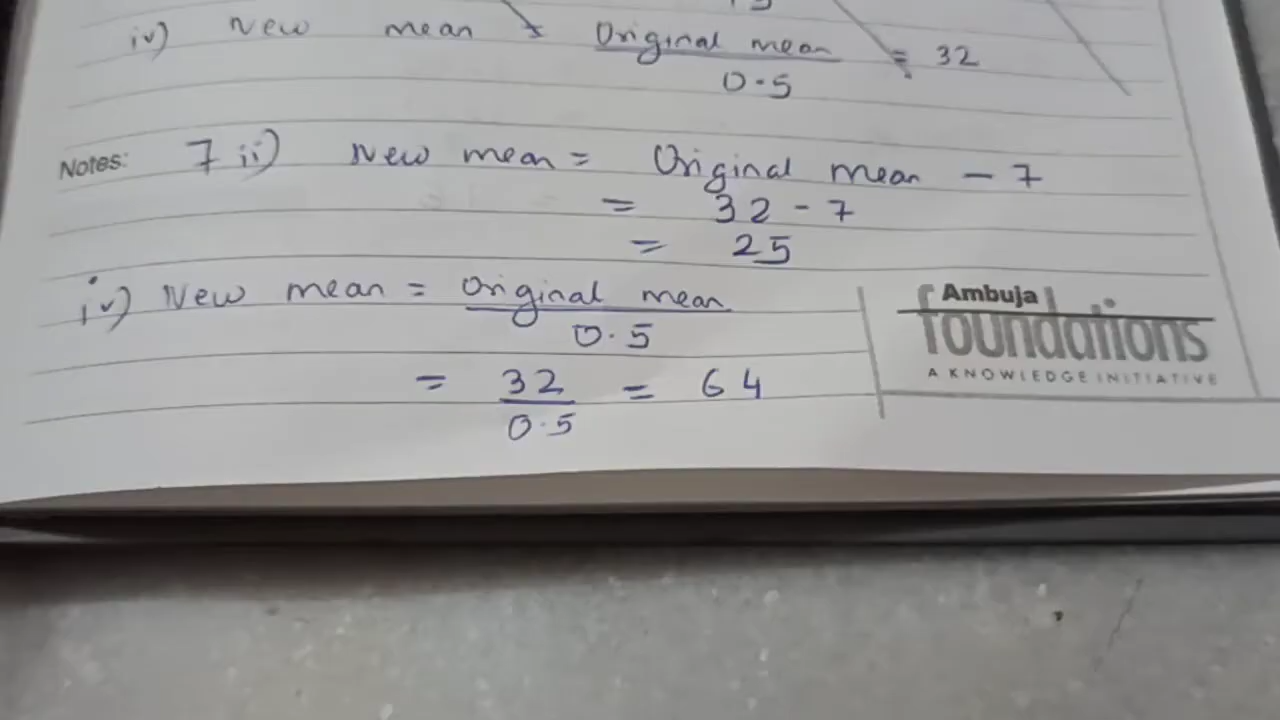 iv) New mean = Original mean = 32
0.5
Notes: 7 ii) New mean = Original mean - 7
= 32 - 7
= 25
iv) New mean = Original mean
0.5
= 32 = 64
0.5
Ambuja
foundations
A KNOWLEDGE INITIATIVE